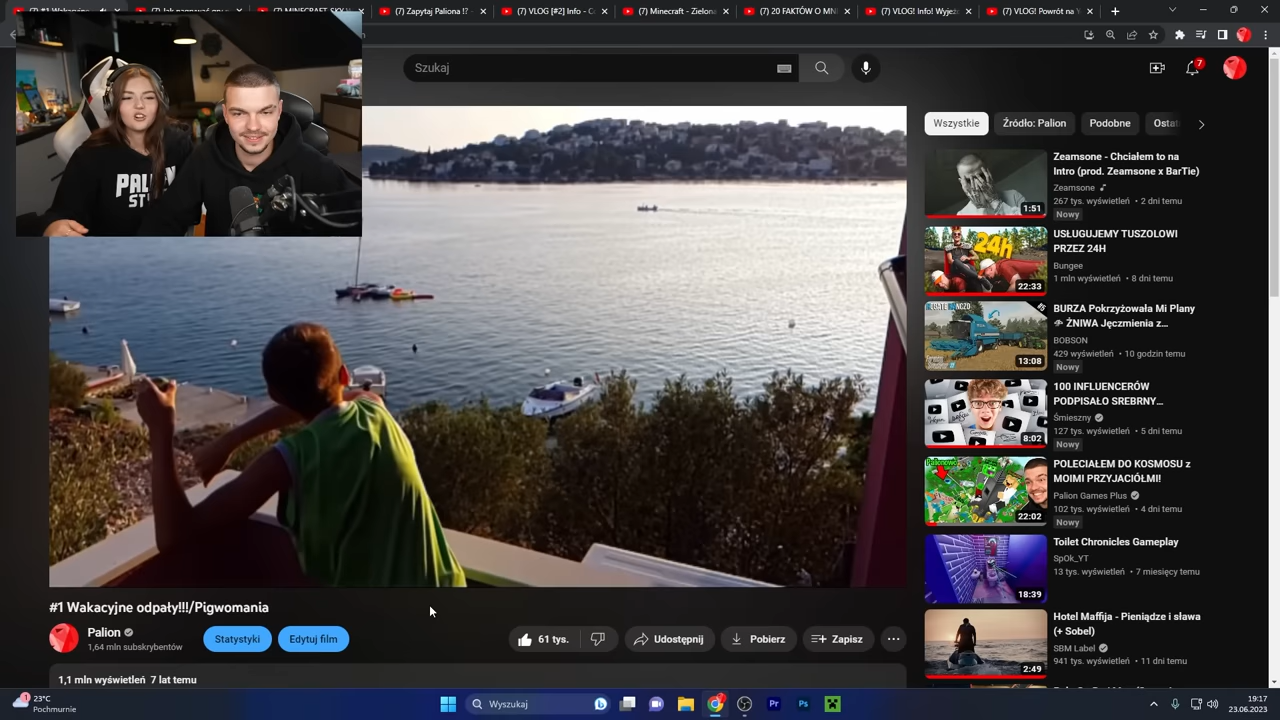 (7) Zapytaj Paliona !?
(7) VLOG [#2]
(7) Minecraft: zielon
(7) 20 FAKTÓW O MN
(7) VLOG! Info! Wyje
(7) VLOG! Powrót na
Szukaj
7
Wszystkie
Źródło: Palion
Podobne
Ostat
PAL
ST
Zeamsone - Chciałem to na
Intro (prod. Zeamsone x BarTie)
Zeamsone
267 tys. wyświetleń • 2 dni temu
Nowy
1:51
USŁUGUJEMY TUSZOLOWI
PRZEZ 24H
Bungee
1 mln wyświetleń • 8 dni temu
24h
22:33
BURZA Pokrzyżowała Mi Plany
ŻNIWA Jęczmienia z…
BOBSON
429 wyświetleń • 10 godzin temu
Nowy
#5
13:08
100 INFLUENCERÓW
PODPISAŁO SREBRNY…
Śmieszny
127 tys. wyświetleń • 5 dni temu
Nowy
8:02
POLECIAŁEM DO KOSMOSU z
MOIMI PRZYJACIÓŁMI!
Palion Games Plus
102 tys. wyświetleń • 4 dni temu
Nowy
22:02
Toilet Chronicles Gameplay
SpOk_YT
13 tys. wyświetleń • 7 miesięcy temu
18:39
Hotel Maffija - Pieniądze i sława
(+ Sobel)
SBM Label
941 tys. wyświetleń • 11 dni temu
2:49
#1 Wakacyjne odpały!!!/Pigwomania
Palion
1,64 mln subskrybentów
Statystyki
Edytuj film
61 tys.
Udostępnij
Pobierz
Zapisz
1,1 mln wyświetleń 7 lat temu
1
23°C
Pochmurnie
Wyszukaj
Pr
Ps
19:17
23.06.2023